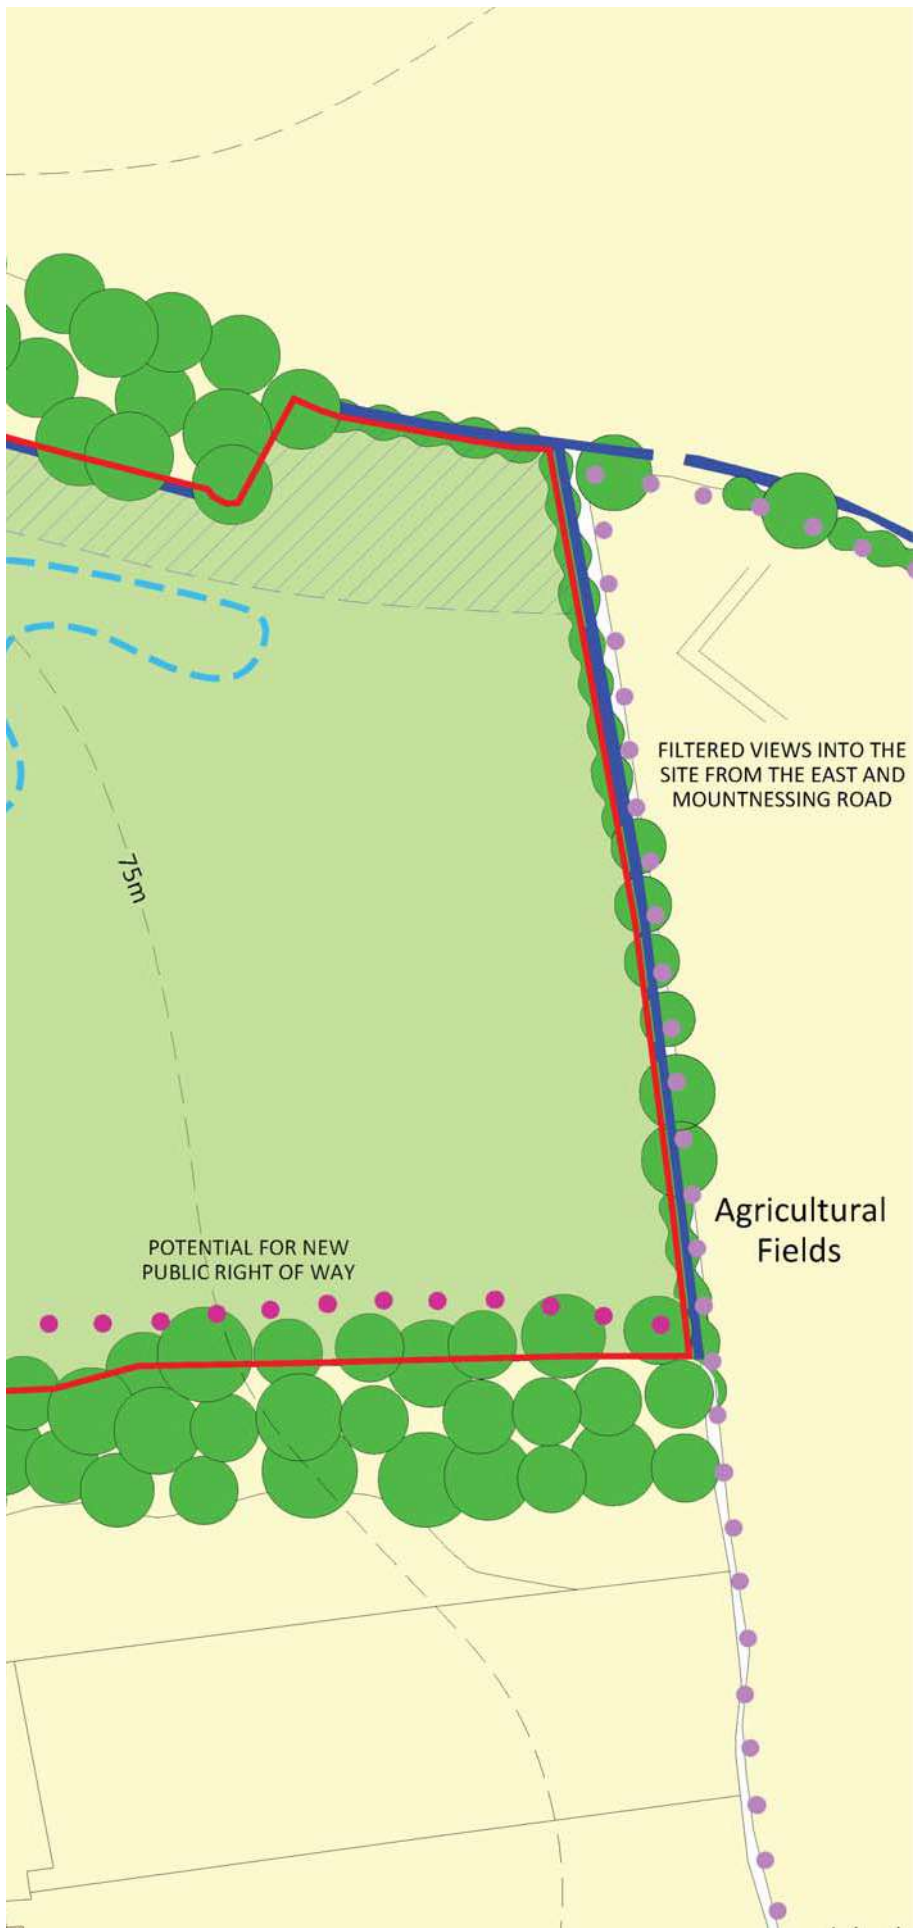 FILTERED VIEWS INTO THE
SITE FROM THE EAST AND
MOUNTNESSING ROAD
75m
Agricultural
Fields
POTENTIAL FOR NEW
PUBLIC RIGHT OF WAY